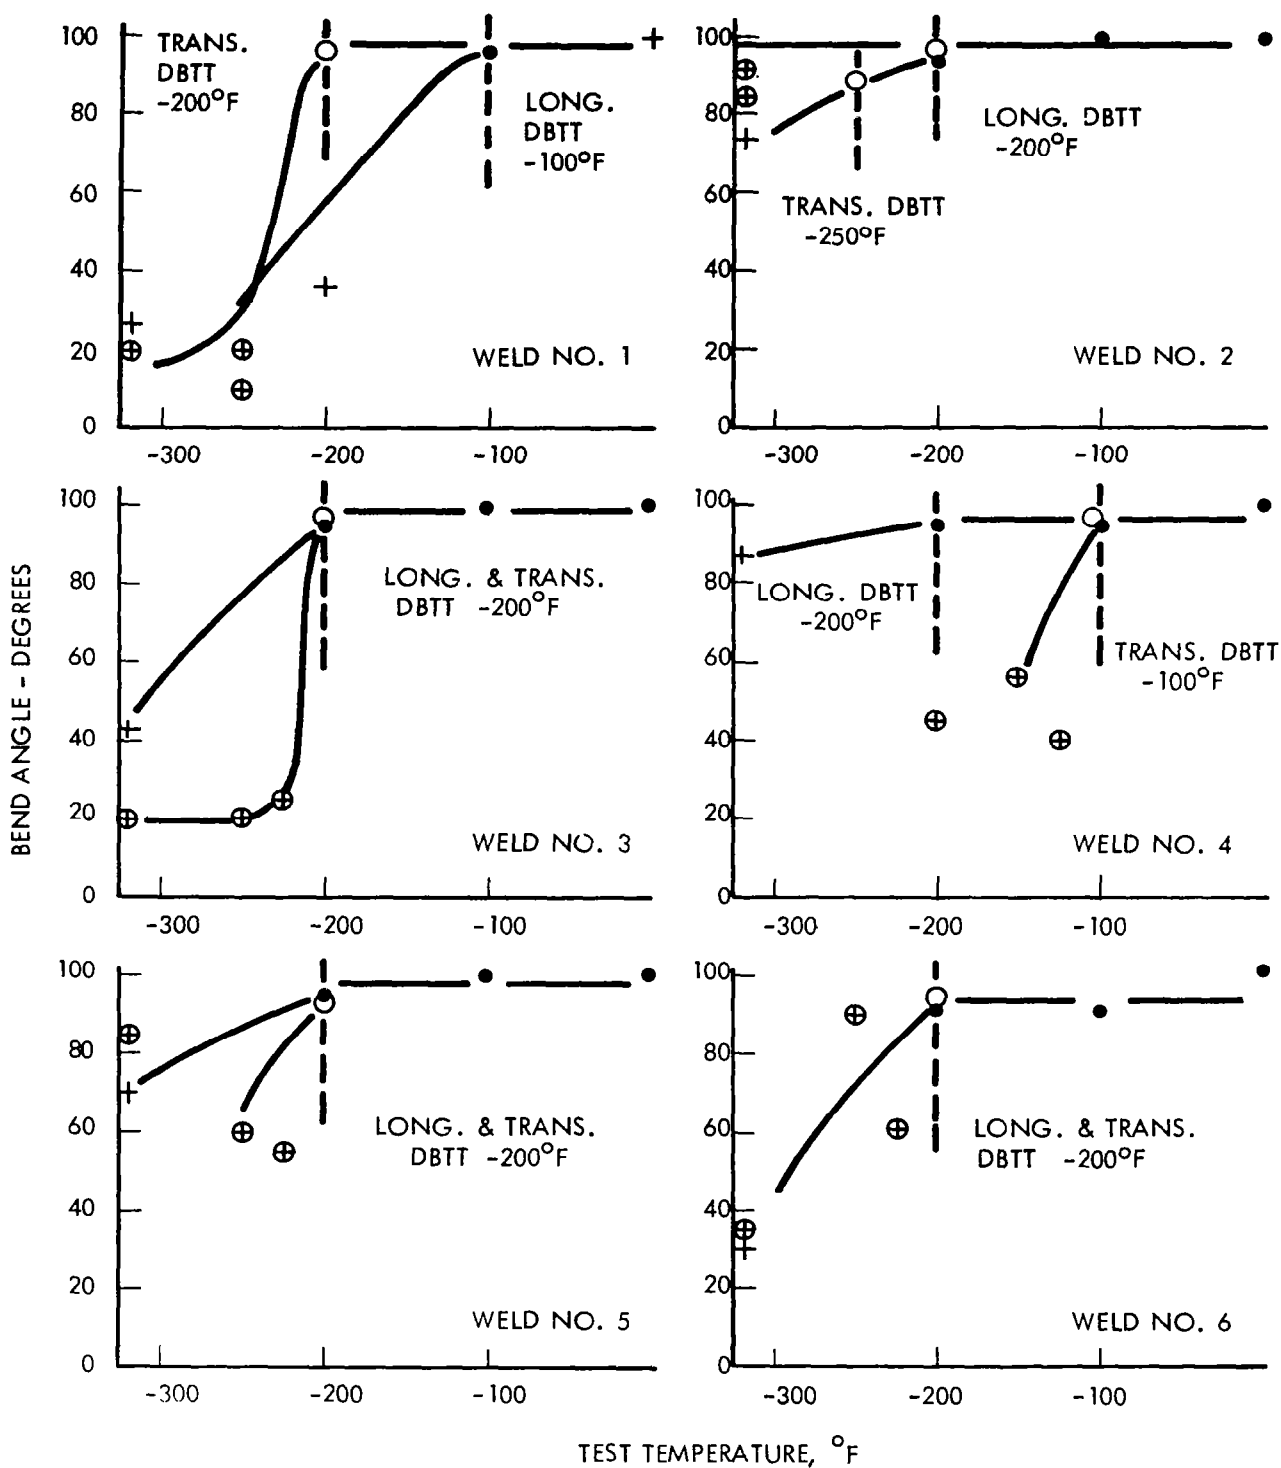 100
80
60
40
20
0
TRANS.
DBTT
-200°F
LONG.
DBTT
-100°F
WELD NO. 1
-300 -200 -100
100
80
60
40
20
0
LONG. DBTT
-200°F
TRANS. DBTT
-250°F
WELD NO. 2
-300 -200 -100
BEND ANGLE - DEGREES
100
80
60
40
20
0
LONG. & TRANS.
DBTT -200°F
WELD NO. 3
-300 -200 -100
100
80
60
40
20
0
LONG. DBTT
-200°F
TRANS. DBTT
-100°F
WELD NO. 4
-300 -200 -100
100
80
60
40
20
0
LONG. & TRANS.
DBTT -200°F
WELD NO. 5
-300 -200 -100
100
80
60
40
20
0
LONG. & TRANS.
DBTT -200°F
WELD NO. 6
-300 -200 -100
TEST TEMPERATURE, °F